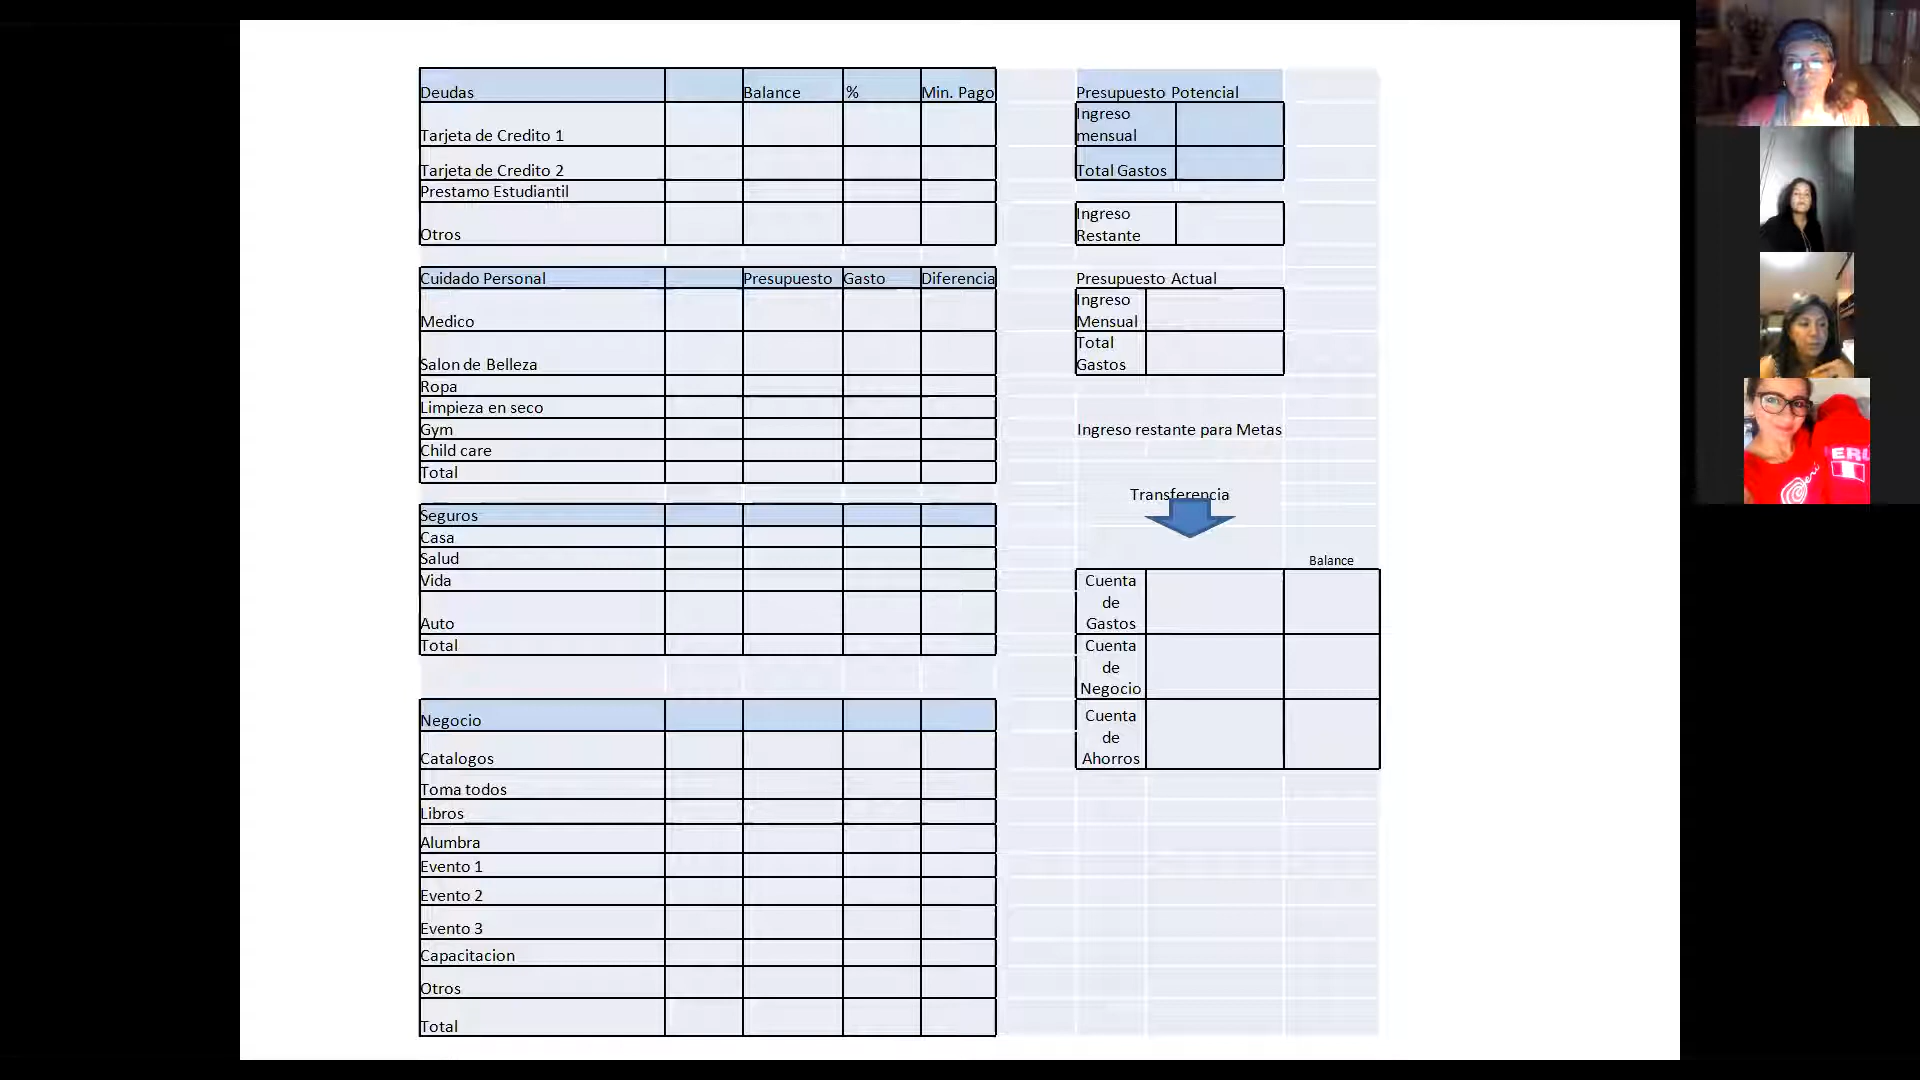 Deudas Balance % Min. Pago
Tarjeta de Credito 1
Tarjeta de Credito 2
Prestamo Estudiantil
Otros
Cuidado Personal Presupuesto Gasto Diferencia
Medico
Salon de Belleza
Ropa
Limpieza en seco
Gym
Child care
Total
Seguros
Casa
Salud
Vida
Auto
Total
Negocio
Catalogos
Toma todos
Libros
Alumbra
Evento 1
Evento 2
Evento 3
Capacitacion
Otros
Total
Presupuesto Potencial
Ingreso
mensual
Total Gastos
Ingreso
Restante
Presupuesto Actual
Ingreso
Mensual
Total
Gastos
Ingreso restante para Metas
Transferencia
Balance
Cuenta
de
Gastos
Cuenta
de
Negocio
Cuenta
de
Ahorros